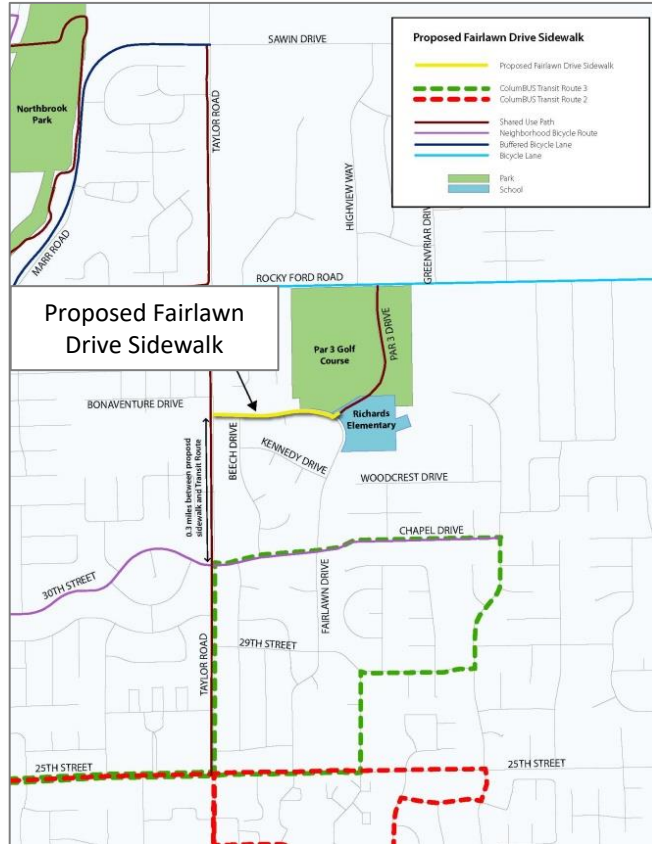 SAWIN DRIVE
Proposed Fairlawn Drive Sidewalk
Proposed Fairlawn Drive Sidewalk
ColumBUS Transit Route 3
ColumBUS Transit Route 2
Shared Use Path
Neighborhood Bicycle Route
Buffered Bicycle Lane
Bicycle Lane
Park
School
Northbrook
Park
TAYLOR ROAD
HIGHVIEW WAY
GREENVRIAR DRIVE
MARR ROAD
ROCKY FORD ROAD
Proposed Fairlawn
Drive Sidewalk
Par 3 Golf
Course
PAR 3 DRIVE
BONAVENTURE DRIVE
Richards
Elementary
BEECH DRIVE
KENNEDY DRIVE
WOODCREST DRIVE
0.3 miles between proposd
sidewalk and Transit Route
CHAPEL DRIVE
30TH STREET
FAIRLAWN DRIVE
29TH STREET
TAYLOR ROAD
25TH STREET
25TH STREET